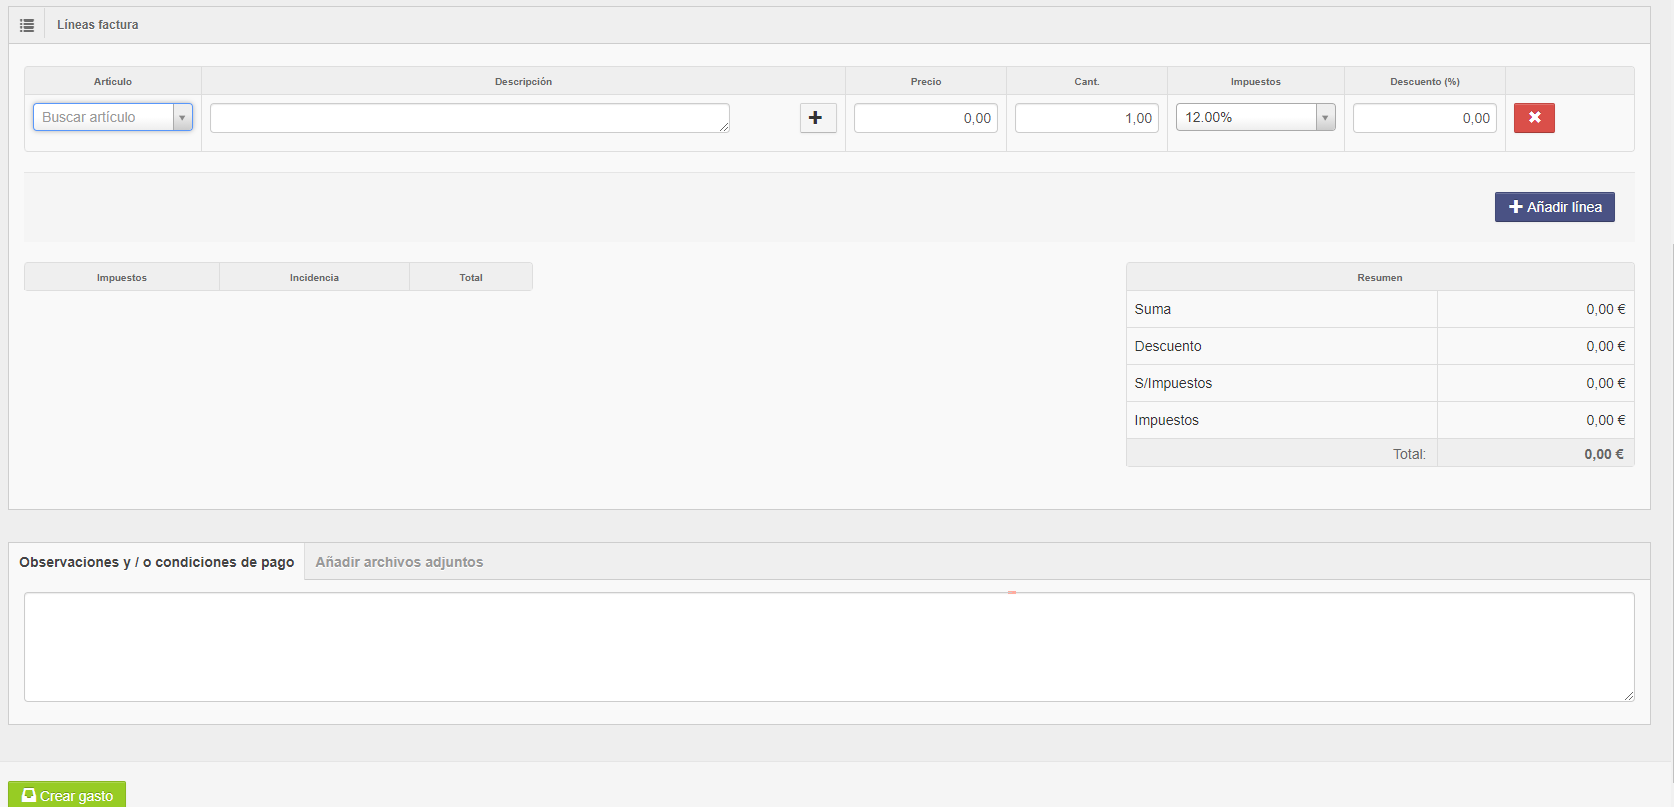 Líneas factura
Artículo Descripción Precio Cant. Impuestos Descuento (%)
Buscar artículo 0,00 1,00 12.00% 0,00
Añadir línea
Impuestos Incidencia Total
Resumen
Suma 0,00 €
Descuento 0,00 €
S/Impuestos 0,00 €
Impuestos 0,00 €
Total: 0,00 €
Observaciones y / o condiciones de pago Añadir archivos adjuntos
Crear gasto